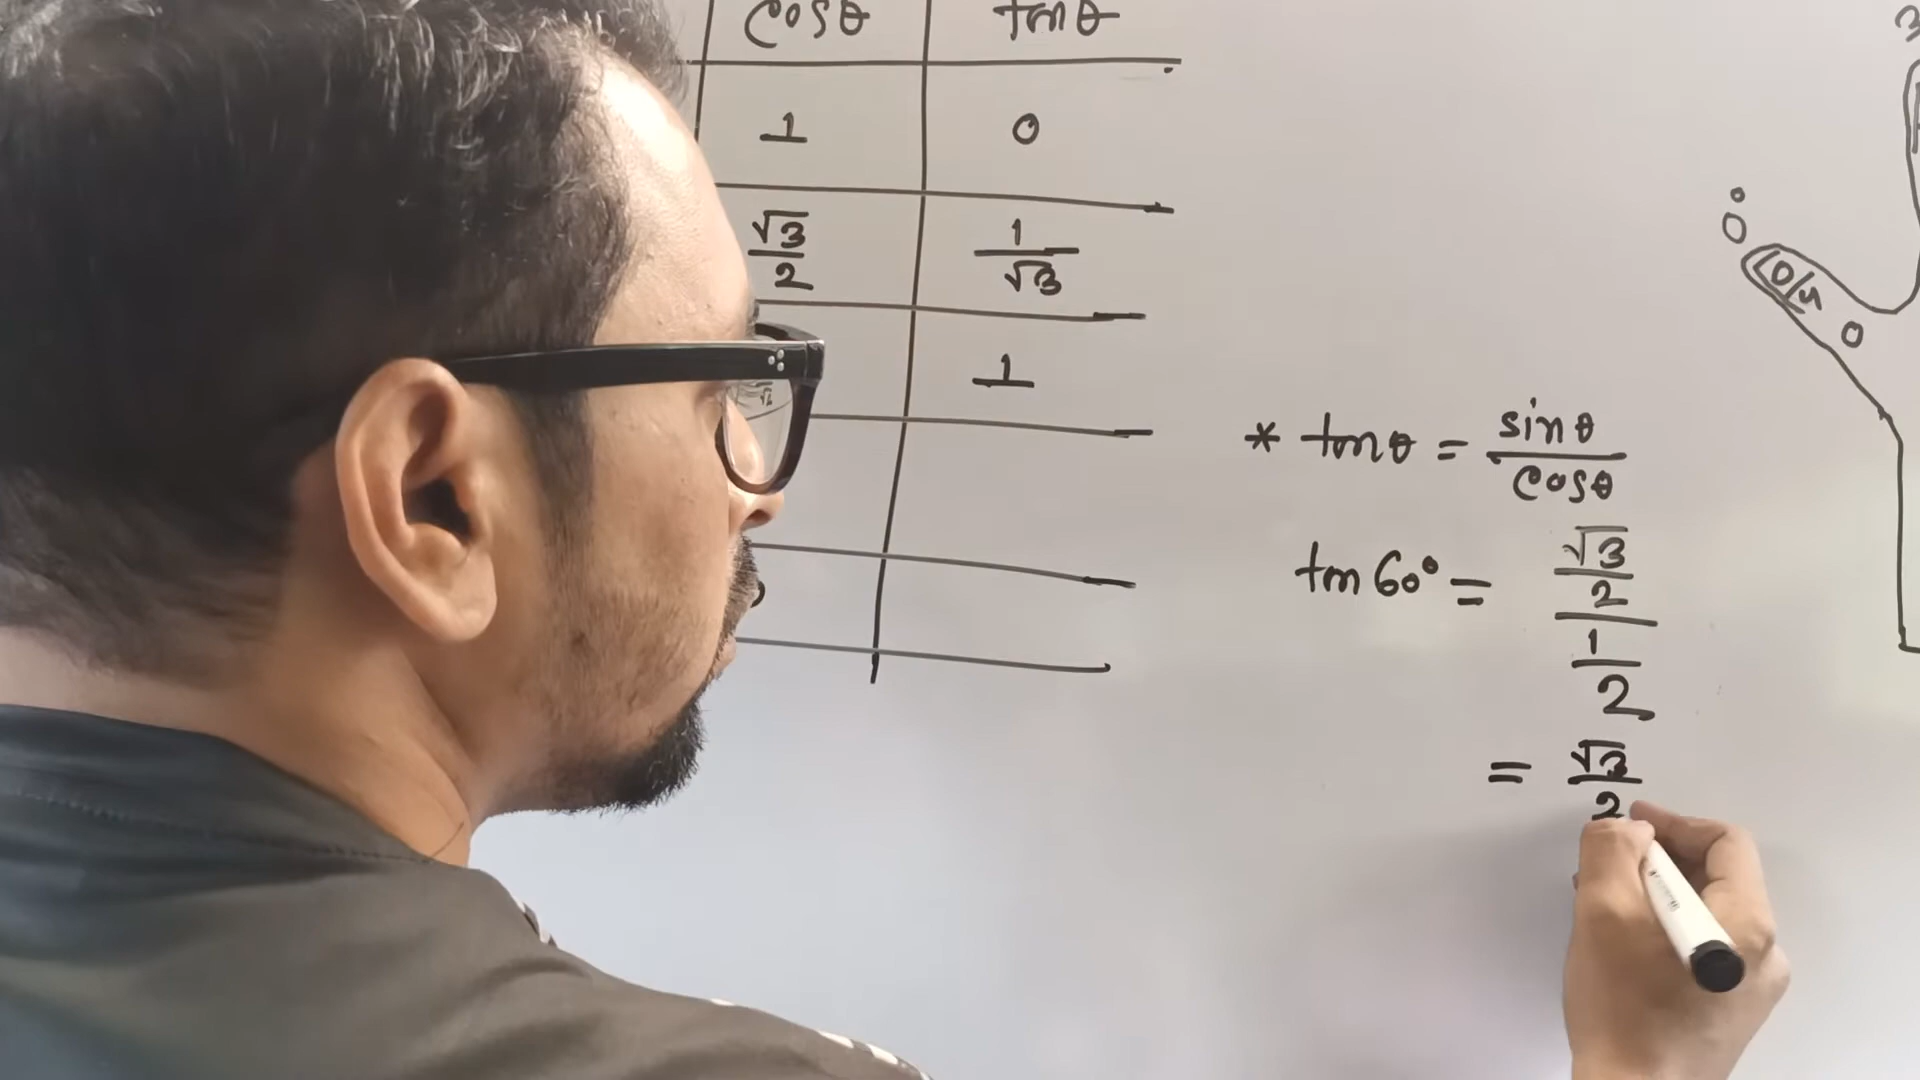 cosθ tanθ
1 0
√3/2 1/√3
1
* tanθ = sinθ/cosθ
tan 60° = (√3/2)/(1/2)
= √3/2
0°
0